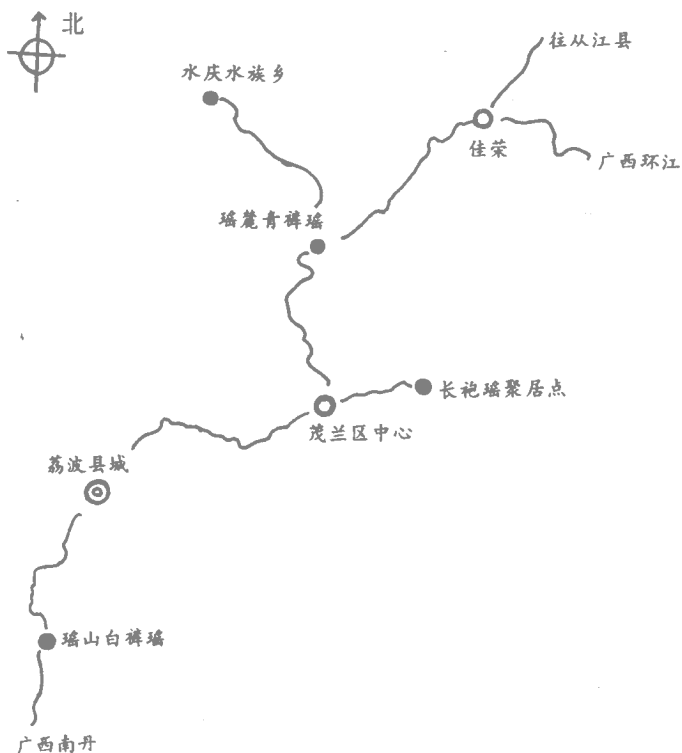 北
往从江县
水庆水族乡
佳荣
广西环江
瑶麓青裤瑶
长袍瑶聚居点
茂兰区中心
荔波县城
瑶山白裤瑶
广西南丹